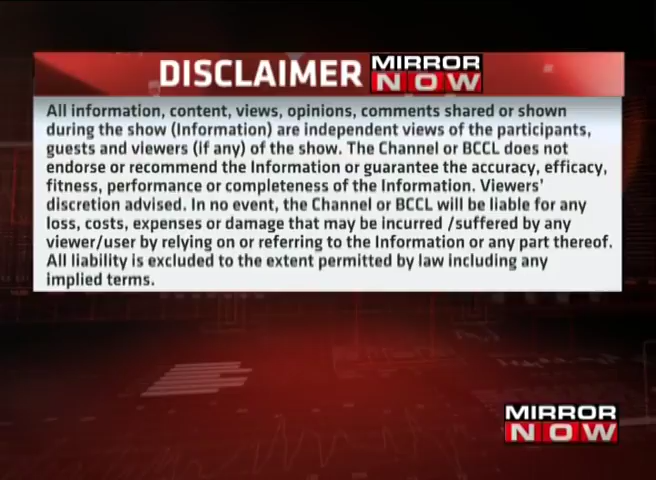 DISCLAIMER MIRROR NOW
All information, content, views, opinions, comments shared or shown
during the show (Information) are independent views of the participants,
guests and viewers (if any) of the show. The Channel or BCCL does not
endorse or recommend the Information or guarantee the accuracy, efficacy,
fitness, performance or completeness of the Information. Viewers'
discretion advised. In no event, the Channel or BCCL will be liable for any
loss, costs, expenses or damage that may be incurred /suffered by any
viewer/user by relying on or referring to the Information or any part thereof.
All liability is excluded to the extent permitted by law including any
implied terms.
MIRROR
NOW